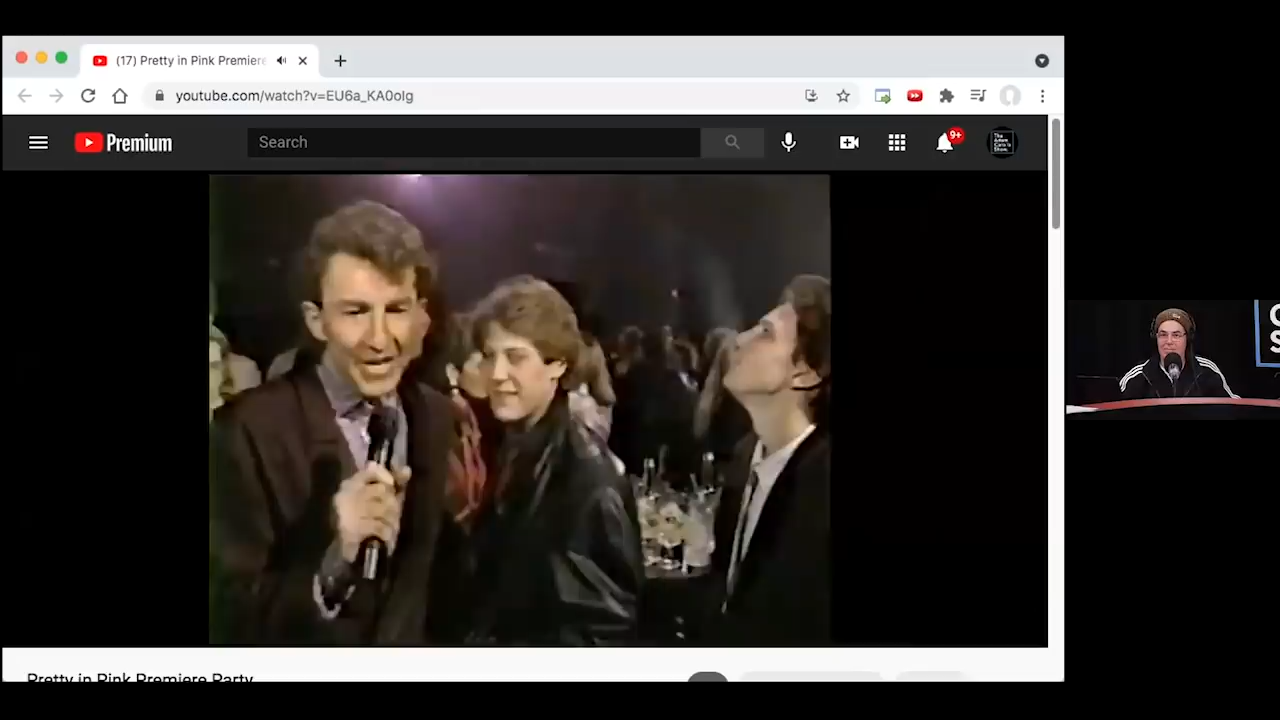 (17) Pretty in Pink Premiere
youtube.com/watch?v=EU6a_KA0oIg
Premium
Search
9+
Pretty in Pink Premiere Party